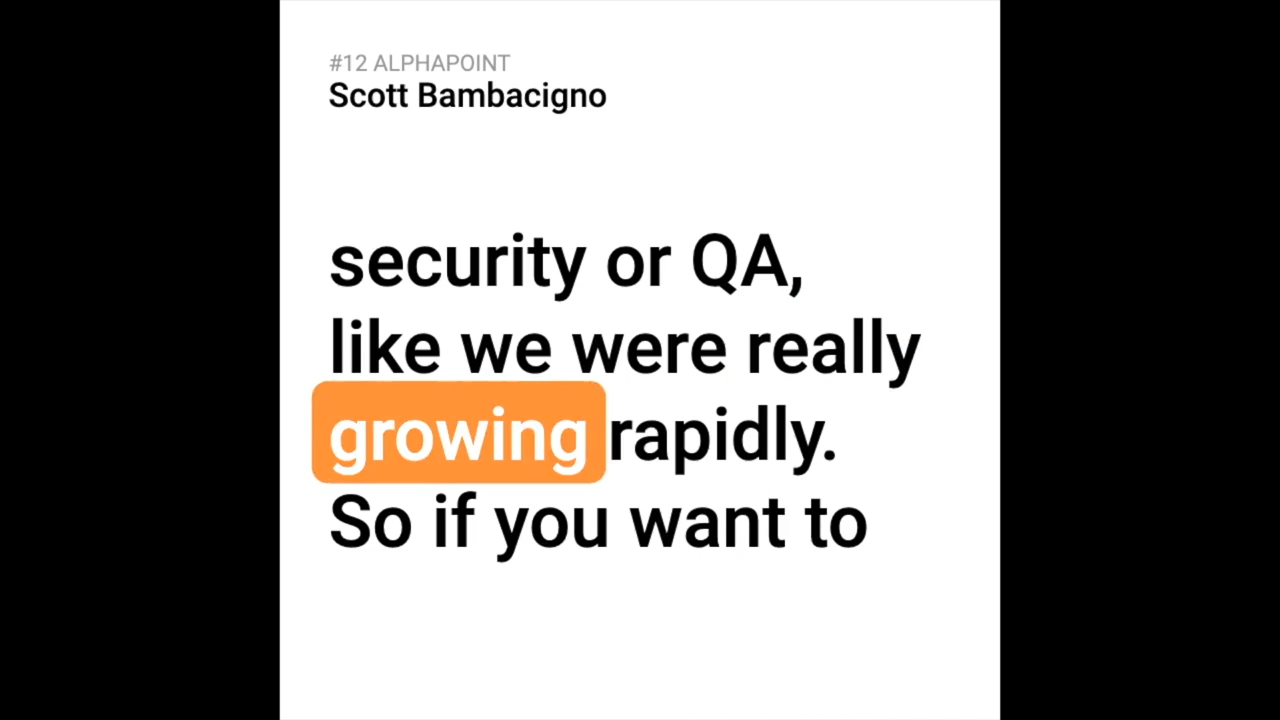 #12 ALPHAPOINT
Scott Bambacigno
security or QA,
like we were really
growing rapidly.
So if you want to